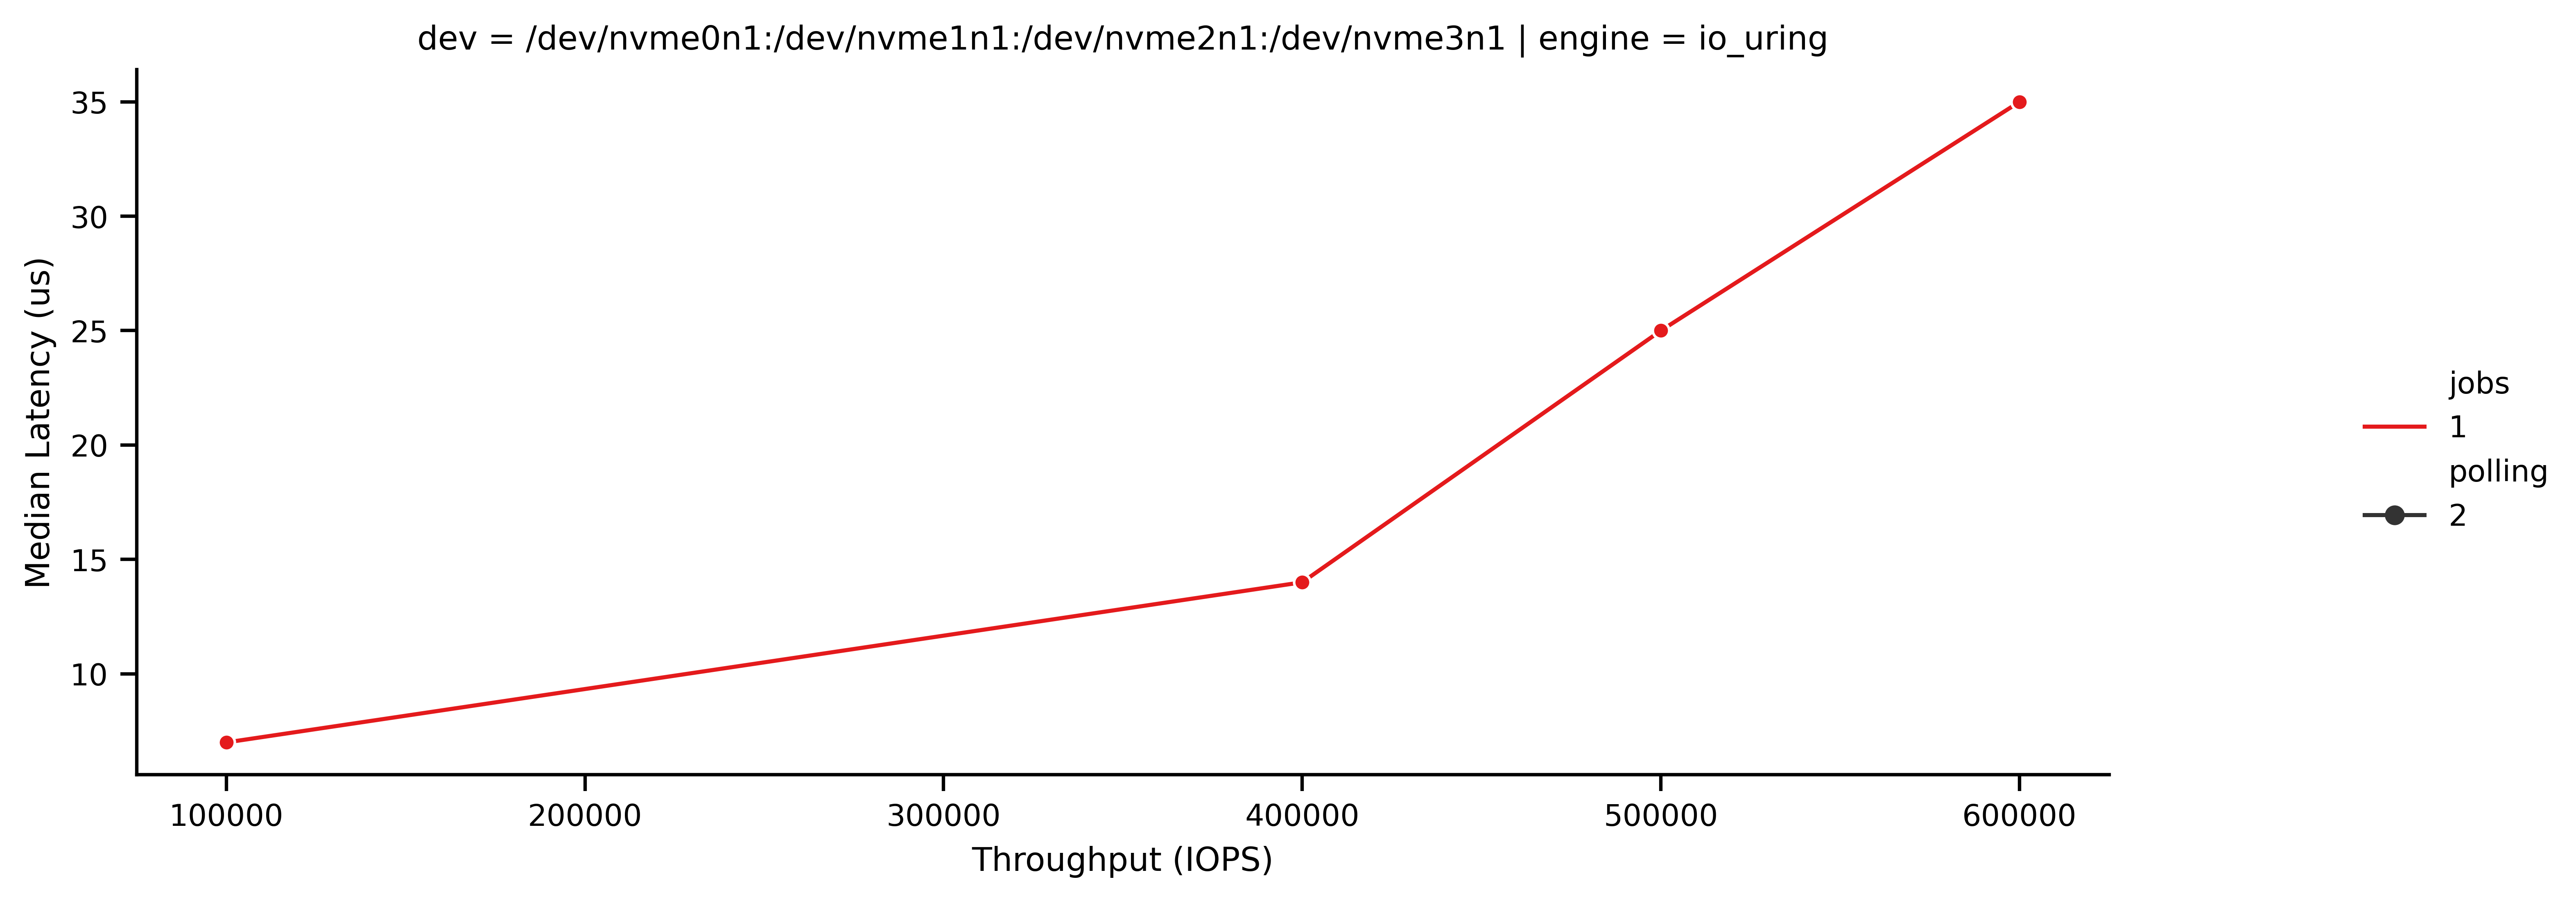 dev = /dev/nvme0n1:/dev/nvme1n1:/dev/nvme2n1:/dev/nvme3n1 | engine = io_uring
Median Latency (us)
35
30
25
20
15
10
100000 200000 300000 400000 500000 600000
Throughput (IOPS)
jobs
1
polling
2